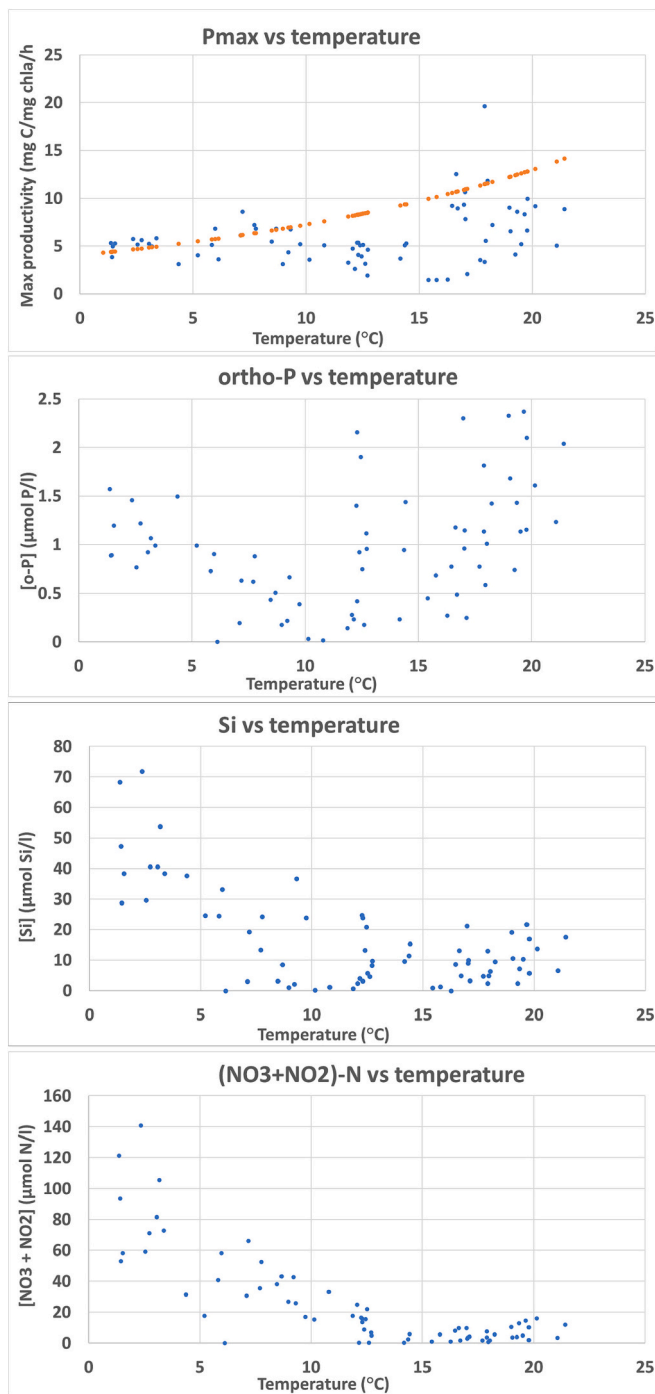 Pmax vs temperature
Max productivity (mg C/mg chla/h
25
20
15
10
5
0
0 5 10 15 20 25
Temperature (°C)
ortho-P vs temperature
[o-P] (µmol P/l)
2.5
2
1.5
1
0.5
0
0 5 10 15 20 25
Temperature (°C)
Si vs temperature
[Si] (µmol Si/l)
80
70
60
50
40
30
20
10
0
0 5 10 15 20 25
Temperature (°C)
(NO3+NO2)-N vs temperature
[NO3 + NO2] (µmol N/l)
160
140
120
100
80
60
40
20
0
0 5 10 15 20 25
Temperature (°C)